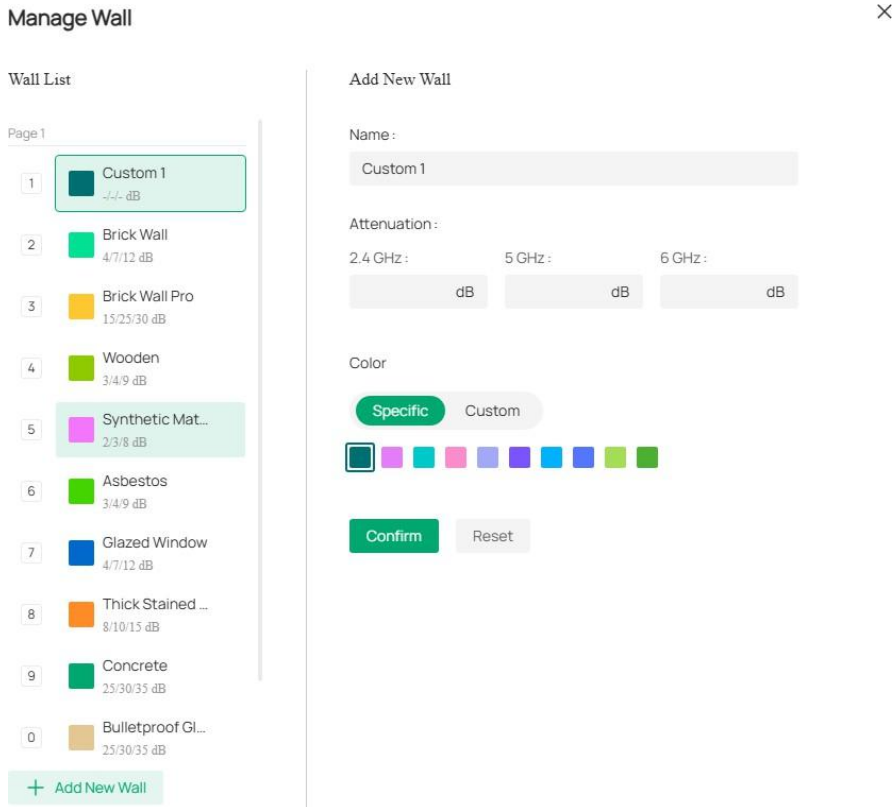 Manage Wall
Wall List
Page 1
1
Custom 1
-/-/- dB
2
Brick Wall
4/7/12 dB
3
Brick Wall Pro
15/25/30 dB
4
Wooden
3/4/9 dB
5
Synthetic Mat...
2/3/8 dB
6
Asbestos
3/4/9 dB
7
Glazed Window
4/7/12 dB
8
Thick Stained ...
8/10/15 dB
9
Concrete
25/30/35 dB
0
Bulletproof Gl...
25/30/35 dB
+ Add New Wall
Add New Wall
Name :
Custom 1
Attenuation :
2.4 GHz : 5 GHz : 6 GHz :
dB dB dB
Color
Specific Custom
Confirm Reset